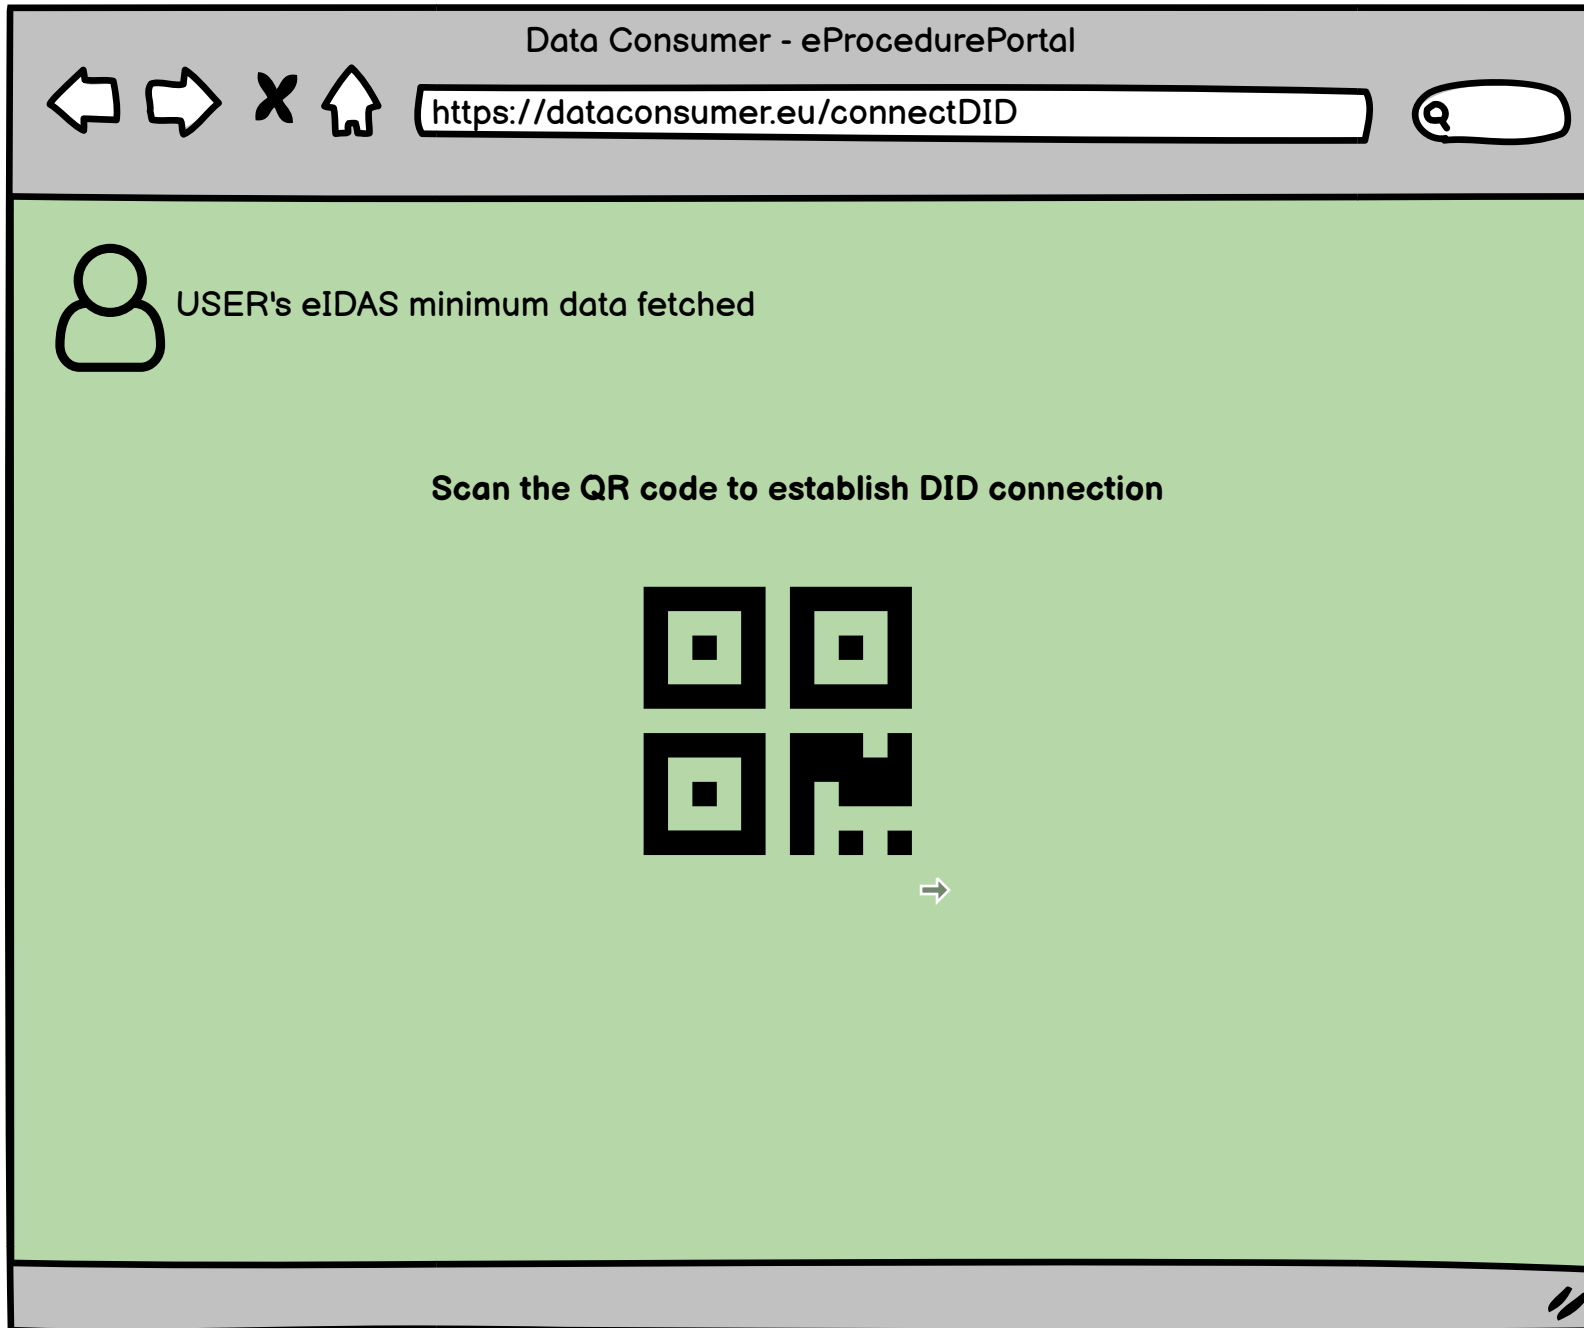 Data Consumer - eProcedurePortal
https://dataconsumer.eu/connectDID
USER's eIDAS minimum data fetched
Scan the QR code to establish DID connection